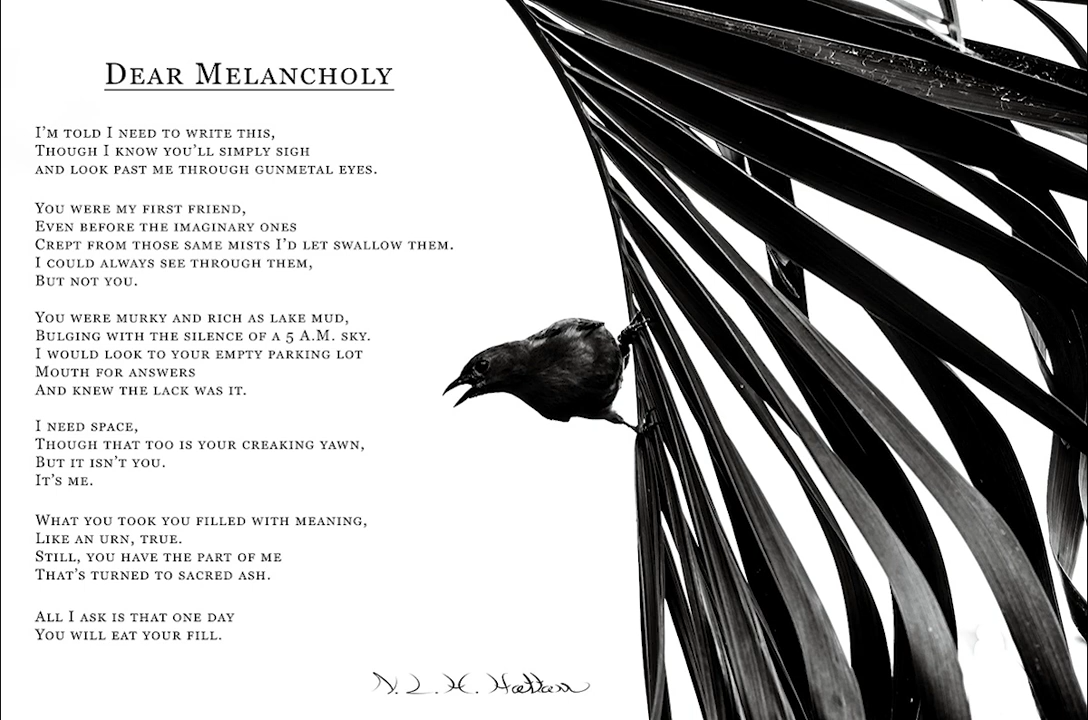 Dear Melancholy
I'm told I need to write this,
Though I know you'll simply sigh
and look past me through gunmetal eyes.
You were my first friend,
Even before the imaginary ones
Crept from those same mists I'd let swallow them.
I could always see through them,
But not you.
You were murky and rich as lake mud,
Bulging with the silence of a 5 A.M. sky.
I would look to your empty parking lot
Mouth for answers
And knew the lack was it.
I need space,
Though that too is your creaking yawn,
But it isn't you.
It's me.
What you took you filled with meaning,
Like an urn, true.
Still, you have the part of me
That's turned to sacred ash.
All I ask is that one day
You will eat your fill.